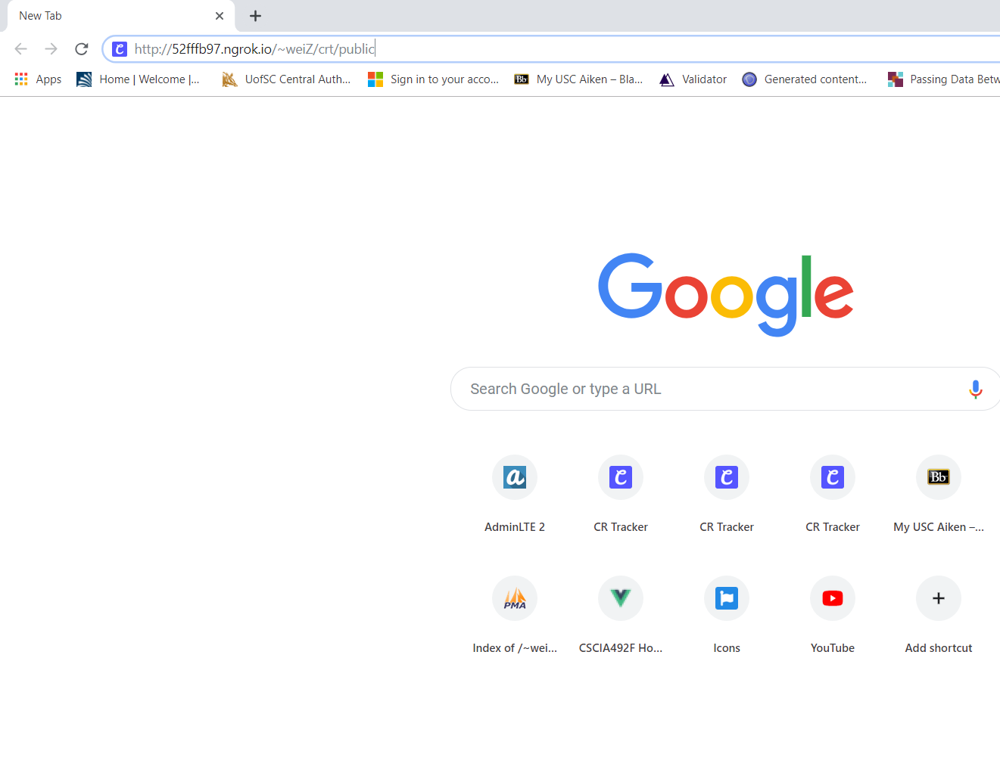 New Tab
http://52fffb97.ngrok.io/~weiZ/crt/public
Apps Home | Welcome |... UofSC Central Auth... Sign in to your acco... Bb My USC Aiken – Bla... Validator Generated content... Passing Data Betw
Google
Search Google or type a URL
a C C C Bb
AdminLTE 2 CR Tracker CR Tracker CR Tracker My USC Aiken –...
PMA
Index of /~wei... CSCIA492F Ho... Icons YouTube Add shortcut